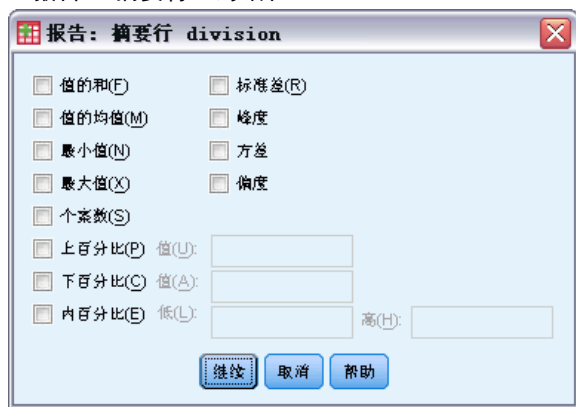 报告: 摘要行 division
值的和(F) 标准差(R)
值的均值(M) 峰度
最小值(N) 方差
最大值(X) 偏度
个案数(S)
上百分比(P) 值(U):
下百分比(C) 值(A):
内百分比(E) 低(L): 高(H):
继续 取消 帮助